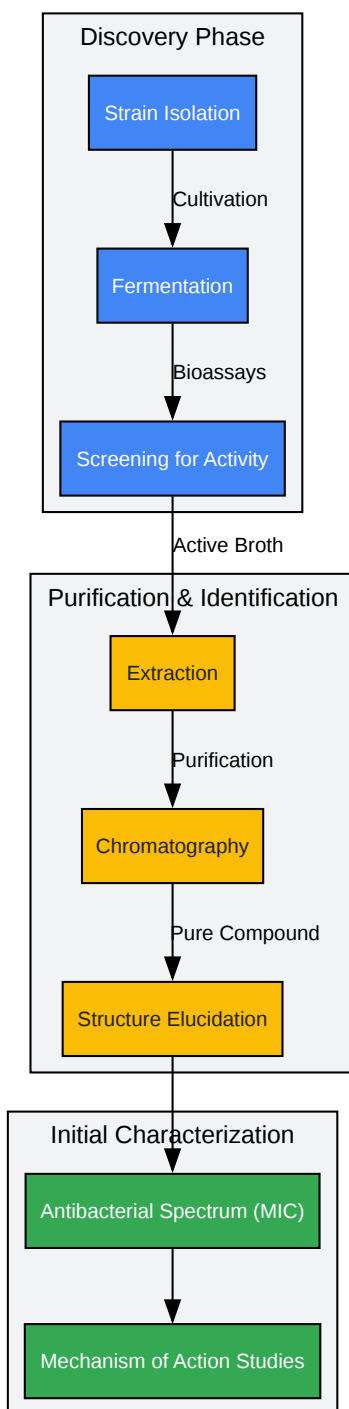 Discovery Phase
Strain Isolation
Cultivation
Fermentation
Bioassays
Screening for Activity
Active Broth
Purification & Identification
Extraction
Purification
Chromatography
Pure Compound
Structure Elucidation
Initial Characterization
Antibacterial Spectrum (MIC)
Mechanism of Action Studies